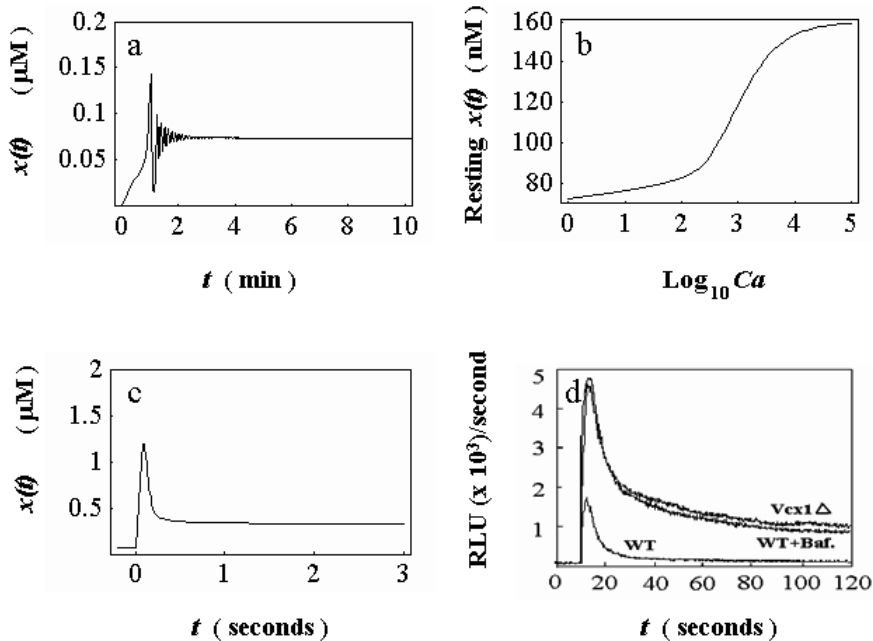 a
x(t) (µM)
0.2
0.15
0.1
0.05
0 2 4 6 8 10
t ( min )
b
Resting x(t) ( nM )
160
140
120
100
80
0 1 2 3 4 5
Log10 Ca
c
x(t) (µM)
2
1.5
1
0.5
0 1 2 3
t ( seconds )
d
RLU (x 10³)/second
5
4
3
2
1
Vcx1 Δ
WT+Baf.
WT
0 20 40 60 80 100 120
t ( seconds )